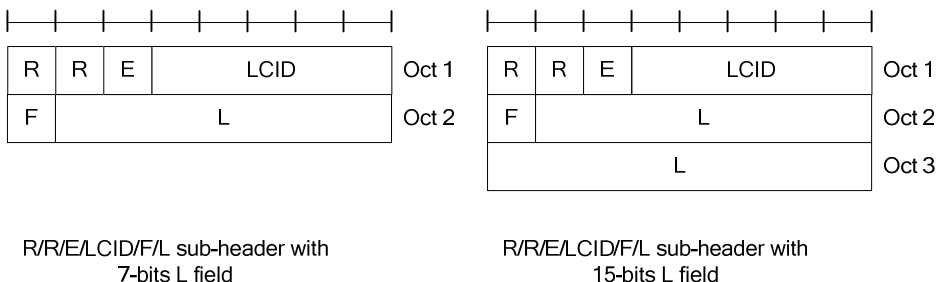 R R E LCID Oct 1
F L Oct 2
R/R/E/LCID/F/L sub-header with
7-bits L field
R R E LCID Oct 1
F L Oct 2
L Oct 3
R/R/E/LCID/F/L sub-header with
15-bits L field